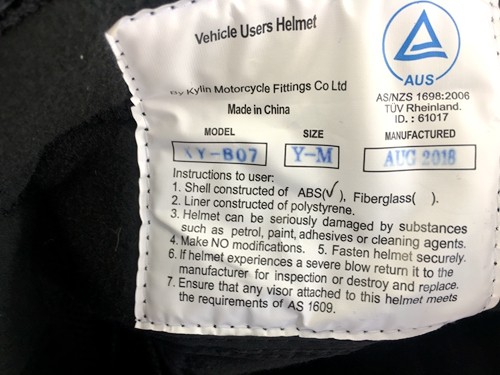 Vehicle Users Helmet
By Kylin Motorcycle Fittings Co Ltd
Made in China
AUS
AS/NZS 1698:2006
TÜV Rheinland.
ID. : 61017
MODEL SIZE MANUFACTURED
XY-B07 Y-M AUG 2018
Instructions to user:
1. Shell constructed of ABS(✓), Fiberglass( ).
2. Liner constructed of polystyrene.
3. Helmet can be seriously damaged by substances
such as petrol, paint, adhesives or cleaning agents.
4. Make NO modifications. 5. Fasten helmet securely.
6. If helmet experiences a severe blow return it to the
manufacturer for inspection or destroy and replace.
7. Ensure that any visor attached to this helmet meets
the requirements of AS 1609.